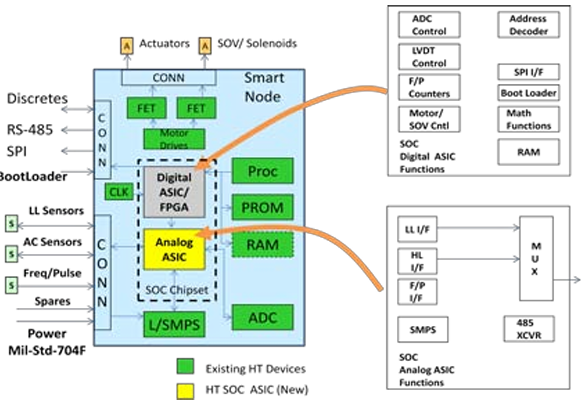 Actuators
SOV/ Solenoids
A
A
CONN
Smart
Node
FET
FET
Motor
Drives
Discretes
RS-485
SPI
BootLoader
C
O
N
N
CLK
Digital
ASIC/
FPGA
Proc
PROM
RAM
Analog
ASIC
SOC Chipset
L/SMPS
ADC
S
LL Sensors
S
AC Sensors
S
Freq/Pulse
Spares
Power
Mil-Std-704F
C
O
N
N
Existing HT Devices
HT SOC ASIC (New)
ADC
Control
Address
Decoder
LVDT
Control
SPI I/F
F/P
Counters
Boot Loader
Motor/
SOV Cntl
Math
Functions
RAM
SOC
Digital ASIC
Functions
LL I/F
HL
I/F
F/P
I/F
M
U
X
SMPS
485
XCVR
SOC
Analog ASIC
Functions